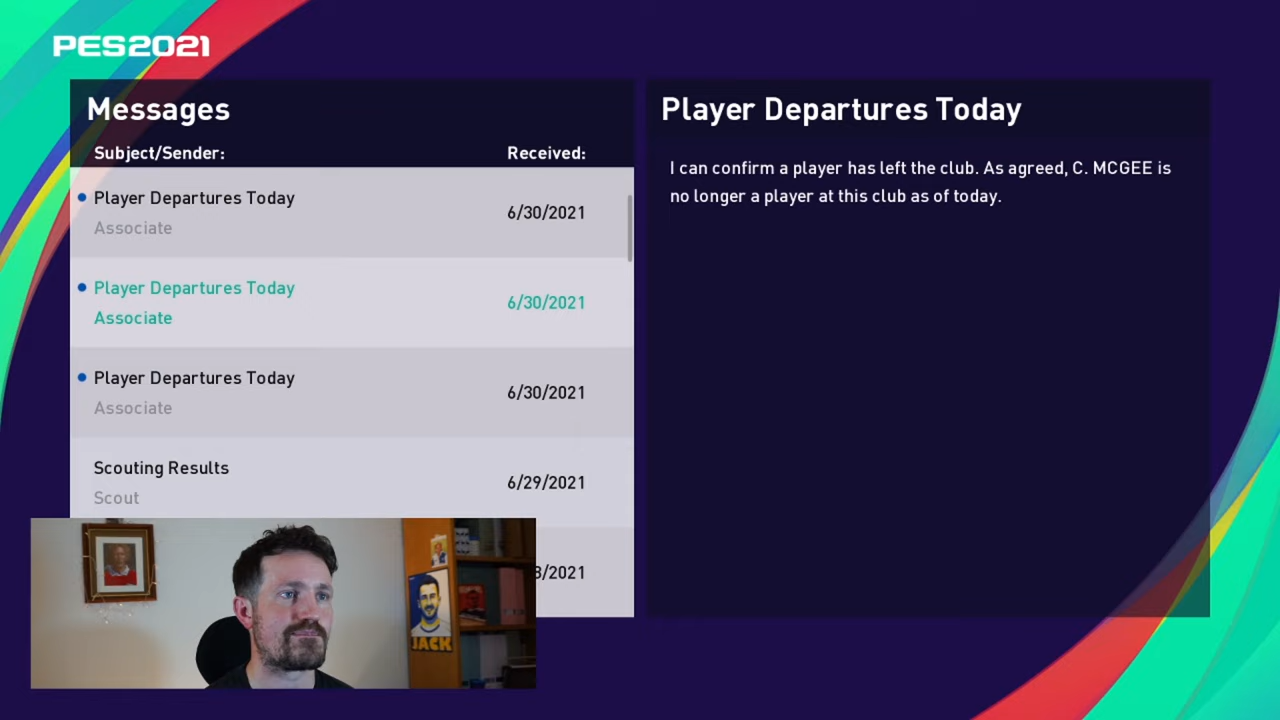 PES2021
Messages
Subject/Sender:
Received:
Player Departures Today
6/30/2021
Associate
Player Departures Today
6/30/2021
Associate
Player Departures Today
6/30/2021
Associate
Scouting Results
6/29/2021
Scout
8/2021
JACK
Player Departures Today
I can confirm a player has left the club. As agreed, C. MCGEE is
no longer a player at this club as of today.